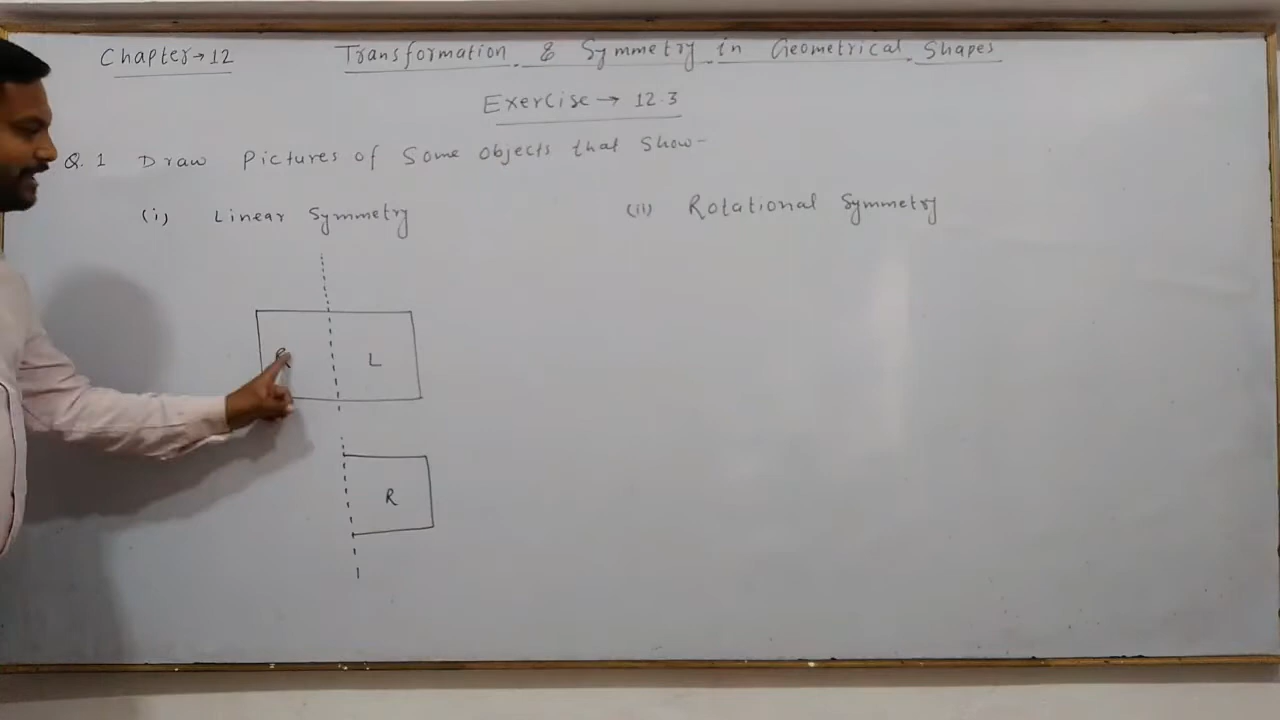 Chapter→12 Transformation & Symmetry in Geometrical Shapes
Exercise→ 12.3
Q.1 Draw Pictures of Some objects that Show-
(i) Linear Symmetry (ii) Rotational Symmetry
R L
R